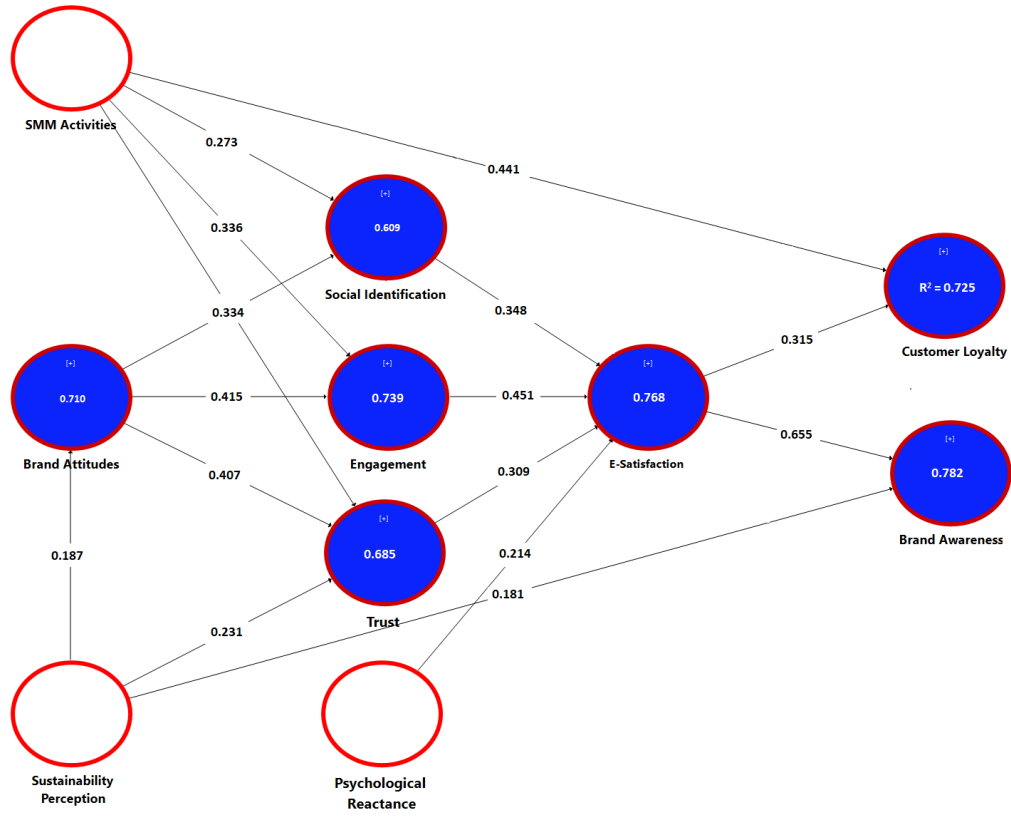 SMM Activities
0.273
0.441
[+]
0.609
Social Identification
0.336
[+]
R² = 0.725
Customer Loyalty
0.334
0.348
0.315
[+]
0.710
Brand Attitudes
0.415
[+]
0.739
Engagement
0.451
[+]
0.768
E-Satisfaction
0.655
[+]
0.782
Brand Awareness
0.407
0.309
[+]
0.685
Trust
0.187
0.214
0.181
0.231
Sustainability
Perception
Psychological
Reactance